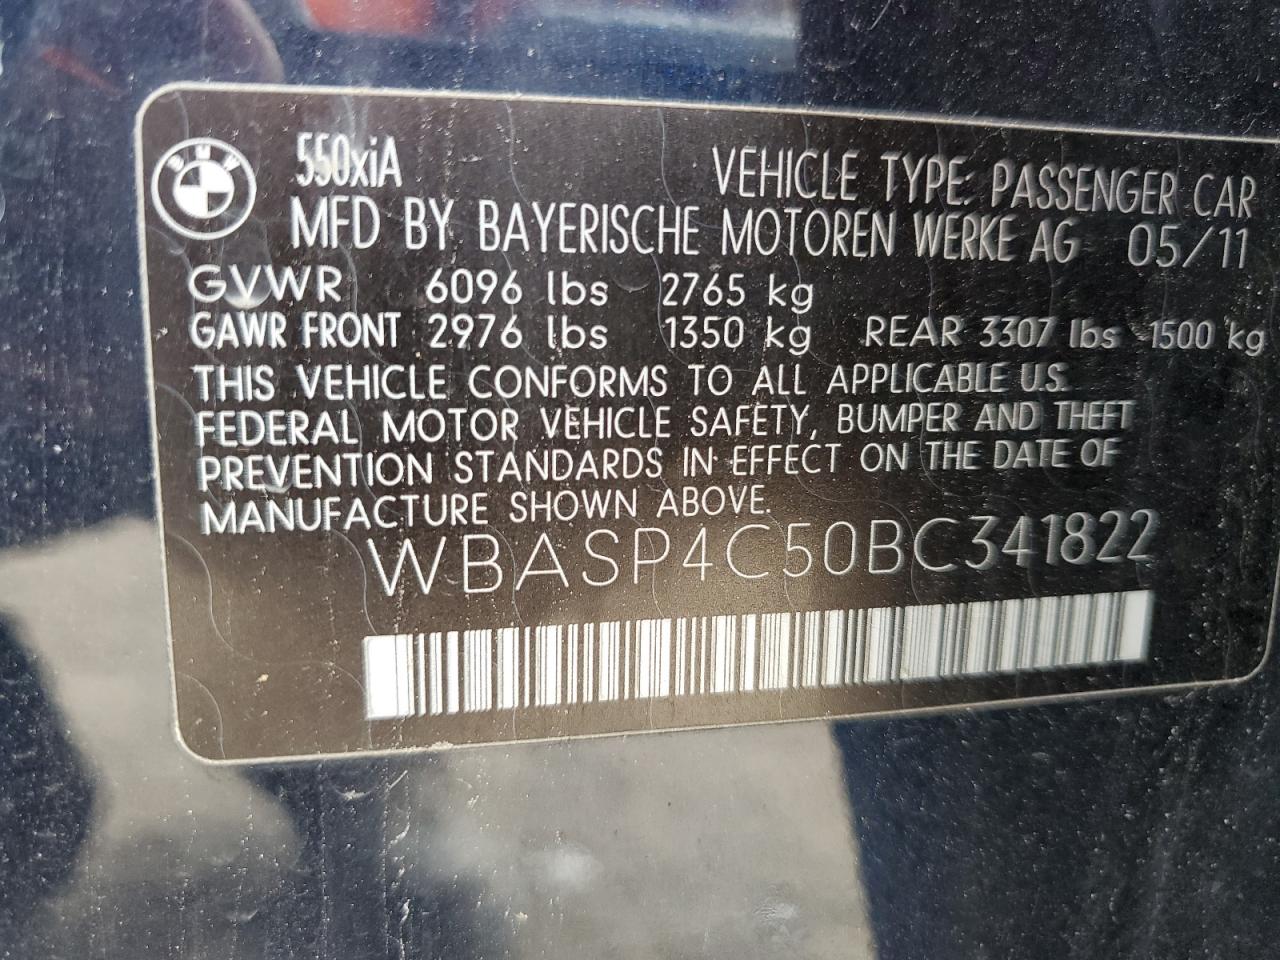 BMW
550xiA VEHICLE TYPE: PASSENGER CAR
MFD BY BAYERISCHE MOTOREN WERKE AG 05/11
GVWR 6096 lbs 2765 kg
GAWR FRONT 2976 lbs 1350 kg REAR 3307 lbs 1500 kg
THIS VEHICLE CONFORMS TO ALL APPLICABLE U.S.
FEDERAL MOTOR VEHICLE SAFETY, BUMPER AND THEFT
PREVENTION STANDARDS IN EFFECT ON THE DATE OF
MANUFACTURE SHOWN ABOVE.
WBASP4C50BC341822